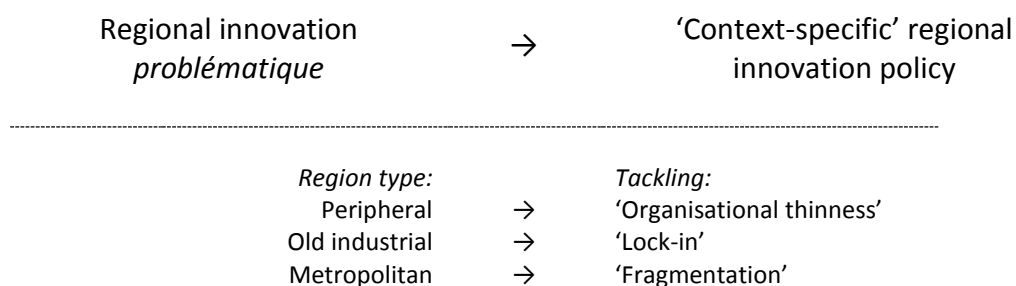 Regional innovation → ‘Context-specific’ regional
problématique innovation policy
Region type: Tackling:
Peripheral → ‘Organisational thinness’
Old industrial → ‘Lock-in’
Metropolitan → ‘Fragmentation’